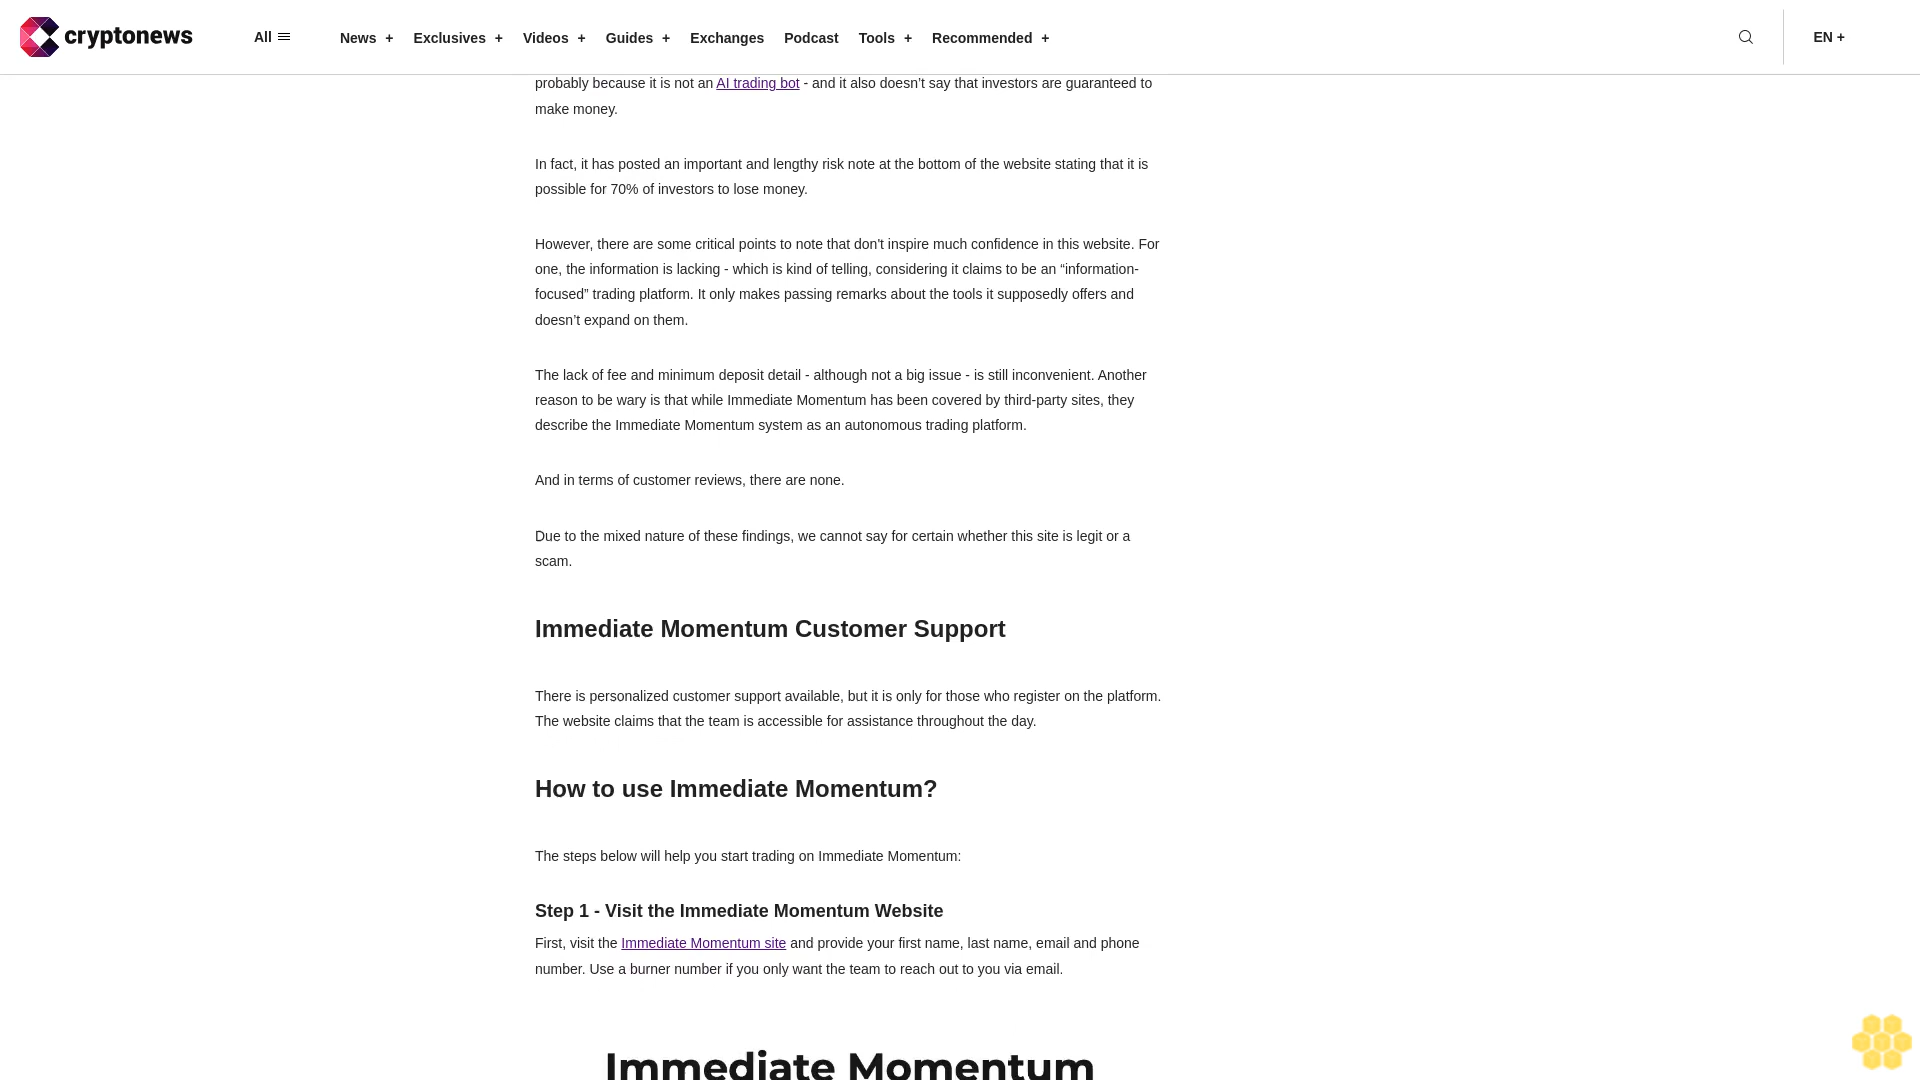 cryptonews
All
News +
Exclusives +
Videos +
Guides +
Exchanges
Podcast
Tools +
Recommended +
EN +
probably because it is not an AI trading bot - and it also doesn’t say that investors are guaranteed to
make money.
In fact, it has posted an important and lengthy risk note at the bottom of the website stating that it is
possible for 70% of investors to lose money.
However, there are some critical points to note that don’t inspire much confidence in this website. For
one, the information is lacking - which is kind of telling, considering it claims to be an “information-
focused” trading platform. It only makes passing remarks about the tools it supposedly offers and
doesn’t expand on them.
The lack of fee and minimum deposit detail - although not a big issue - is still inconvenient. Another
reason to be wary is that while Immediate Momentum has been covered by third-party sites, they
describe the Immediate Momentum system as an autonomous trading platform.
And in terms of customer reviews, there are none.
Due to the mixed nature of these findings, we cannot say for certain whether this site is legit or a
scam.
Immediate Momentum Customer Support
There is personalized customer support available, but it is only for those who register on the platform.
The website claims that the team is accessible for assistance throughout the day.
How to use Immediate Momentum?
The steps below will help you start trading on Immediate Momentum:
Step 1 - Visit the Immediate Momentum Website
First, visit the Immediate Momentum site and provide your first name, last name, email and phone
number. Use a burner number if you only want the team to reach out to you via email.
Immediate Momentum